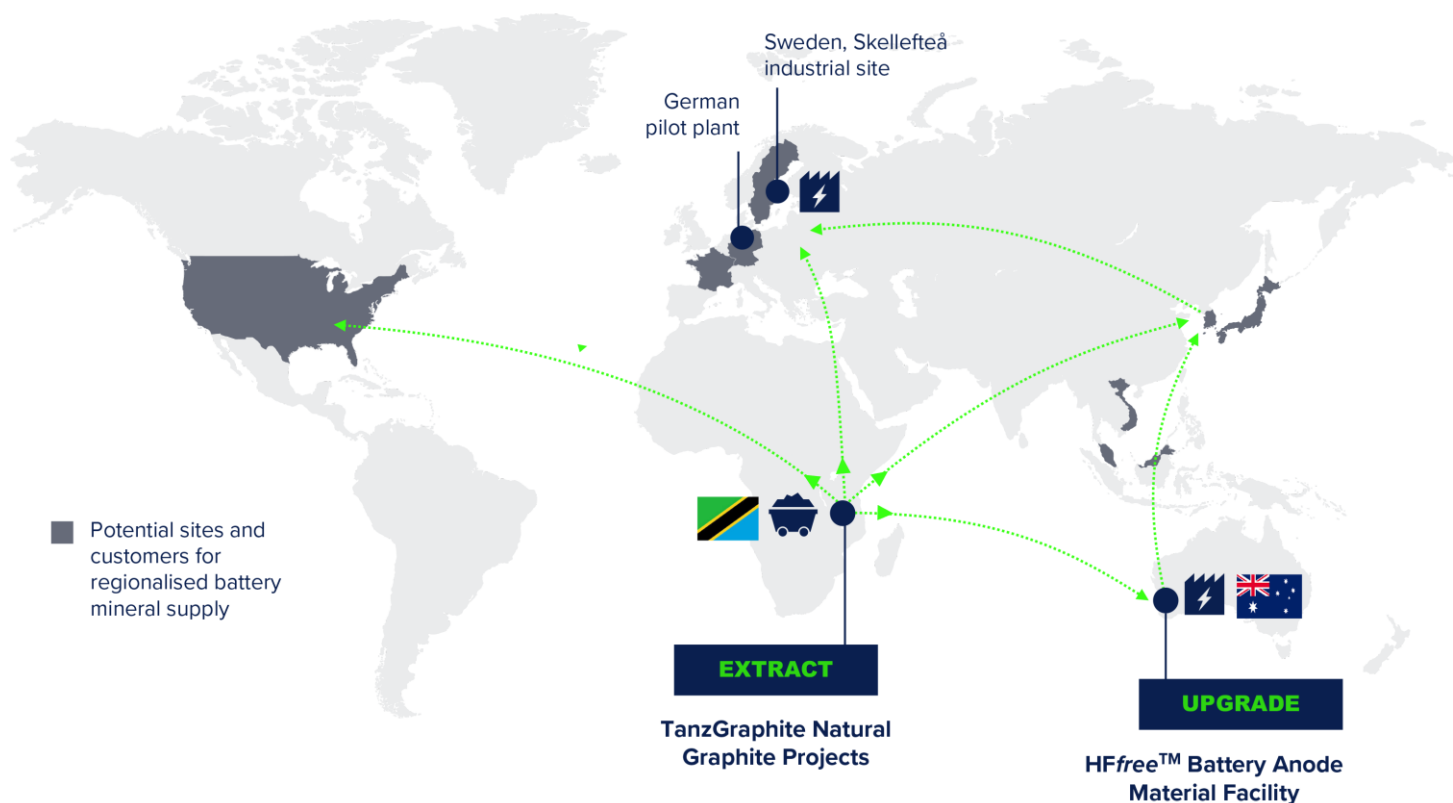 Sweden, Skellefteå
industrial site
German
pilot plant
Potential sites and
customers for
regionalised battery
mineral supply
EXTRACT
TanzGraphite Natural
Graphite Projects
UPGRADE
HFfree™ Battery Anode
Material Facility